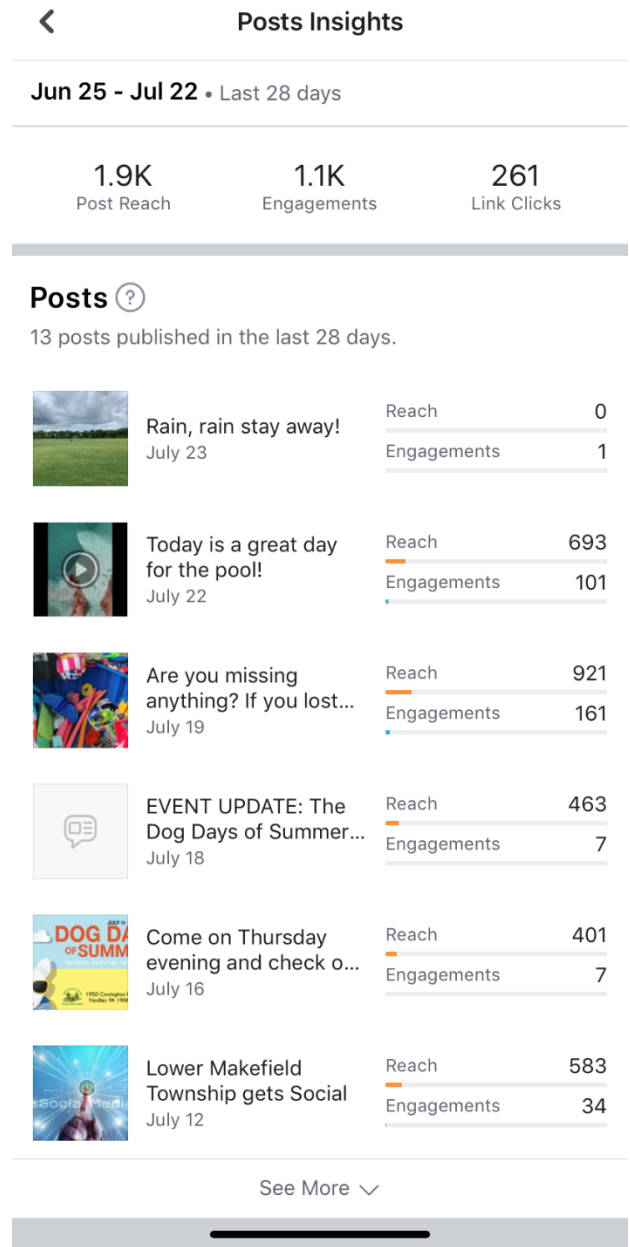 Posts Insights
Jun 25 - Jul 22 • Last 28 days
1.9K 1.1K 261
Post Reach Engagements Link Clicks
Posts ?
13 posts published in the last 28 days.
Rain, rain stay away!
July 23
Reach 0
Engagements 1
Today is a great day
for the pool!
July 22
Reach 693
Engagements 101
Are you missing
anything? If you lost...
July 19
Reach 921
Engagements 161
EVENT UPDATE: The
Dog Days of Summer...
July 18
Reach 463
Engagements 7
DOG DA
OF SUMM
Come on Thursday
evening and check o...
July 16
Reach 401
Engagements 7
Lower Makefield
Township gets Social
July 12
Reach 583
Engagements 34
See More